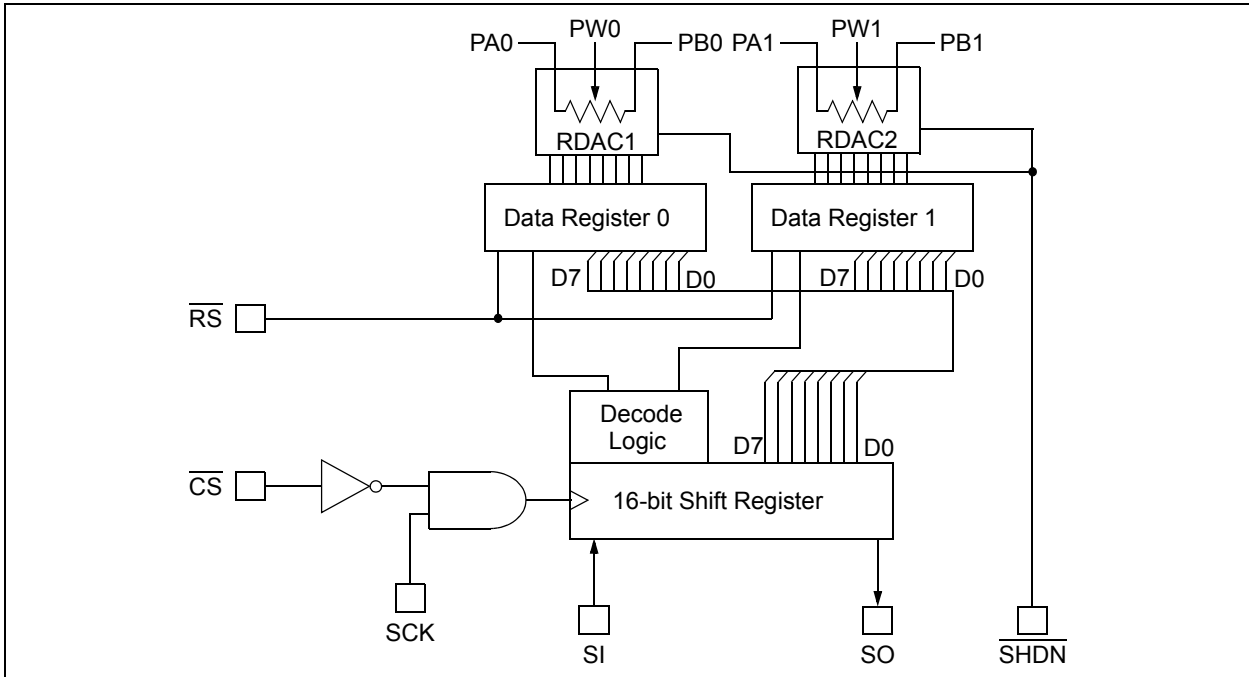 PA0 PW0 PB0 PA1 PW1 PB1
RDAC1 RDAC2
Data Register 0 Data Register 1
D7 D0 D7 D0
RS
Decode
Logic
D7 D0
CS
16-bit Shift Register
SCK
SI SO SHDN